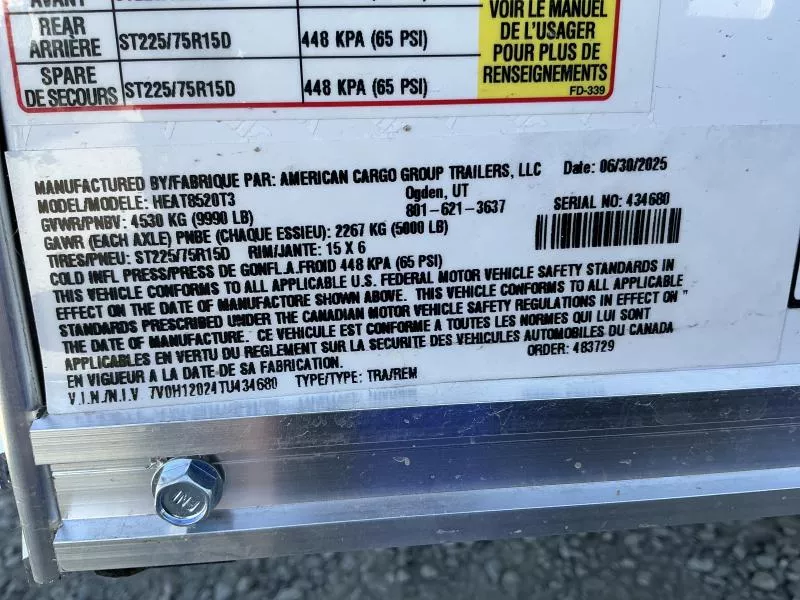 AVANT
REAR ST225/75R15D 448 KPA (65 PSI)
ARRIÈRE
SPARE ST225/75R15D 448 KPA (65 PSI)
DE SECOURS
VOIR LE MANUEL
DE L'USAGER
POUR PLUS DE
RENSEIGNEMENTS
FD-339
MANUFACTURED BY/FABRIQUE PAR: AMERICAN CARGO GROUP TRAILERS, LLC Date: 06/30/2025
MODEL/MODELE: HEAT8520T3 Ogden, UT
GVWR/PNBV: 4530 KG (9990 LB) 801-621-3637 SERIAL NO: 434680
GAWR (EACH AXLE) PNBE (CHAQUE ESSIEU): 2267 KG (5000 LB)
TIRES/PNEU: ST225/75R15D RIM/JANTE: 15 X 6
COLD INFL PRESS/PRESS DE GONFL.A.FROID 448 KPA (65 PSI)
THIS VEHICLE CONFORMS TO ALL APPLICABLE U.S. FEDERAL MOTOR VEHICLE SAFETY STANDARDS IN
EFFECT ON THE DATE OF MANUFACTORE SHOWN ABOVE. THIS VEHICLE CONFORMS TO ALL APPLICABLE
STANDARDS PRESCRIBED UNDER THE CANADIAN MOTOR VEHICLE SAFETY REGULATIONS IN EFFECT ON "
THE DATE OF MANUFACTURE. CE VEHICULE EST CONFORME A TOUTES LES NORMES QUI LUI SONT
APPLICABLES EN VERTU DU REGLEMENT SUR LA SECURITE DES VEHICULES AUTOMOBILES DU CANADA
EN VIGUEUR A LA DATE DE SA FABRICATION. ORDER: 483729
V.I.N./N.I.V 7V0H12024TU434680 TYPE/TYPE: TRA/REM